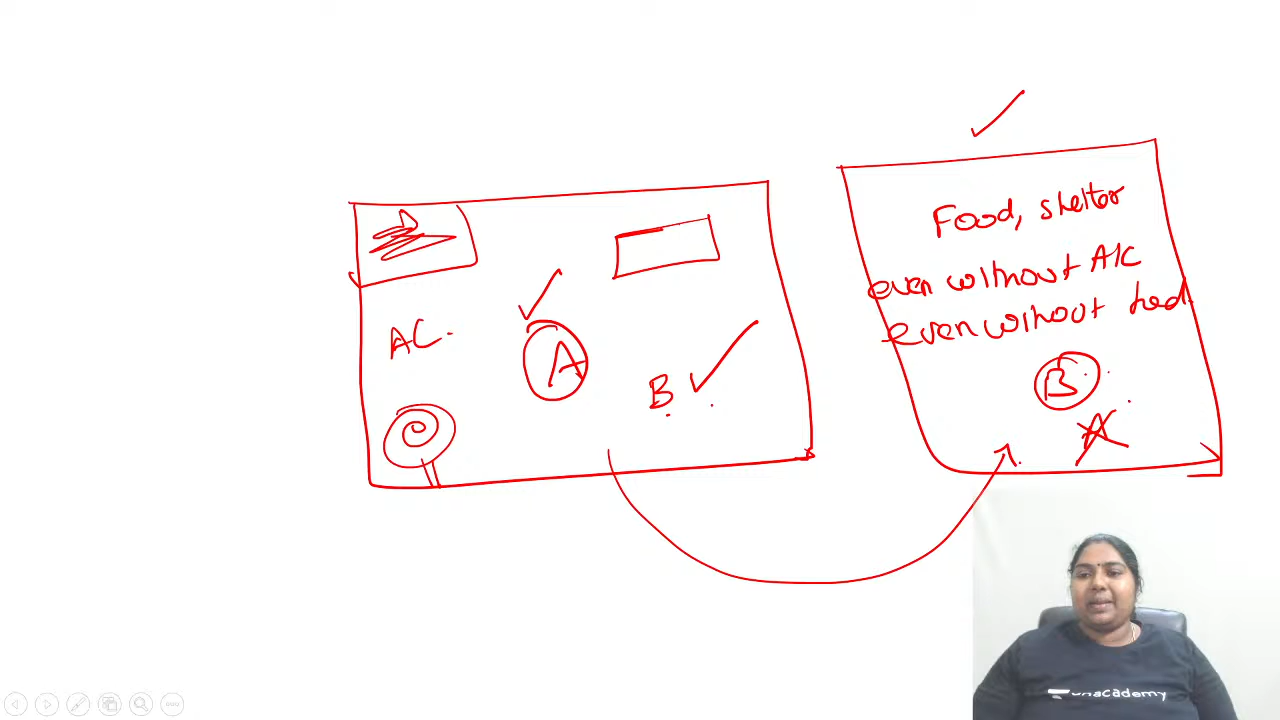 AC.
A
B
Food, shelter
even without A/C
even without bed.
B
A
unacademy